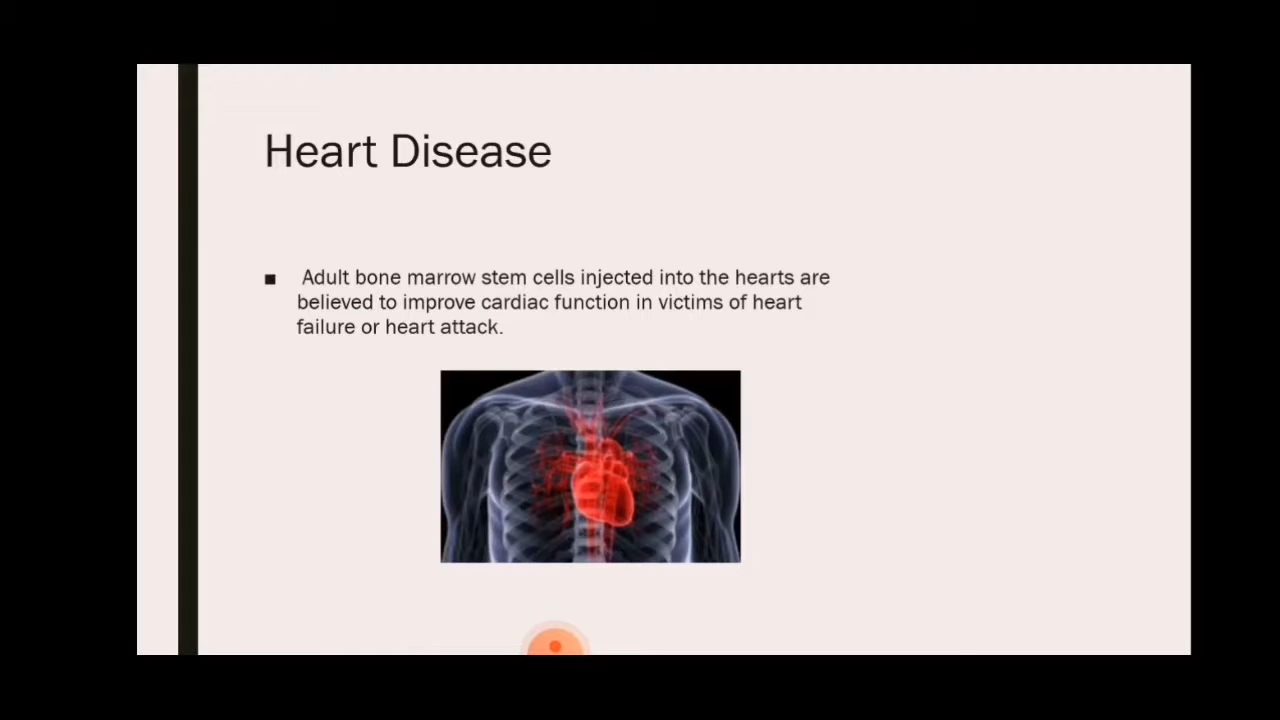 Heart Disease
Adult bone marrow stem cells injected into the hearts are
believed to improve cardiac function in victims of heart
failure or heart attack.